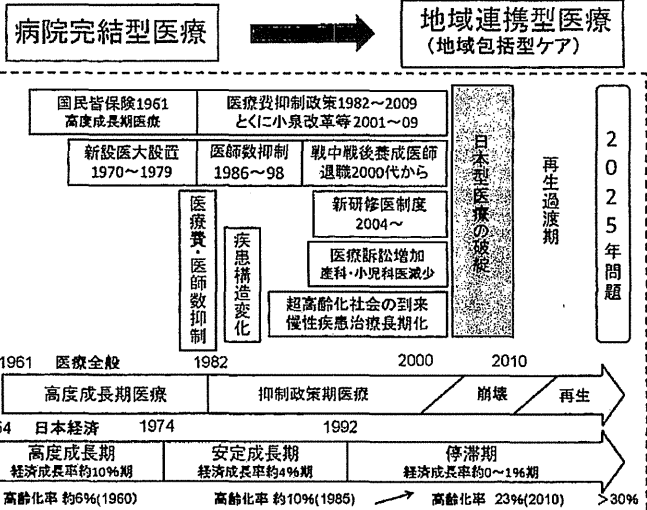 病院完結型医療
地域連携型医療
(地域包括型ケア)
国民皆保険1961
高度成長期医療
医療費抑制政策1982～2009
とくに小泉改革等2001～09
新設医大設置
1970～1979
医師数抑制
1986～98
戦中戦後養成医師
退職2000代から
新研修医制度
2004～
医療訴訟増加
産科・小児科医減少
超高齢化社会の到来
慢性疾患治療長期化
医療費・医師数抑制
疾患構造変化
日本型医療の破綻
再生過渡期
2025年問題
1961 医療全般 1982 2000 2010
高度成長期医療 抑制政策期医療 崩壊 再生
54 日本経済 1974 1992
高度成長期 安定成長期 停滞期
経済成長率約10%期 経済成長率約4%期 経済成長率約0～1%期
高齢化率 約6%(1960) 高齢化率 約10%(1985) 高齢化率 23%(2010) ＞30%